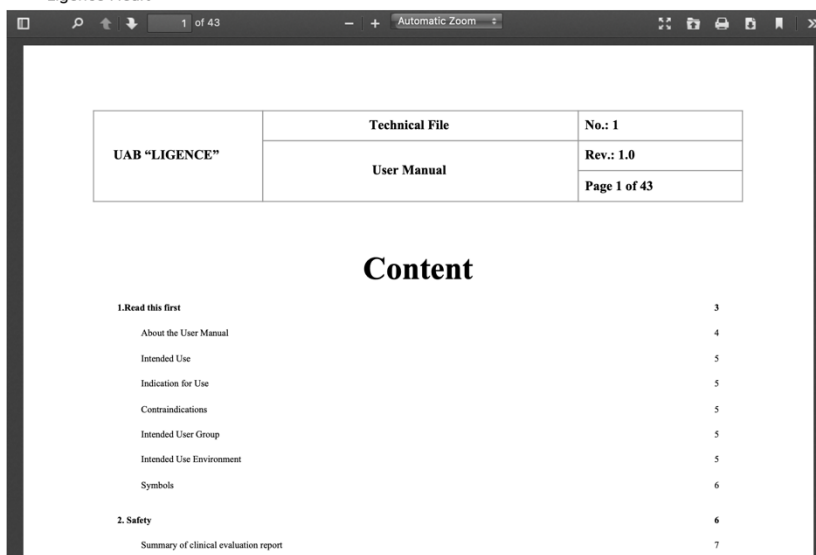 1 of 43
Automatic Zoom
UAB “LIGENCE”
Technical File
No.: 1
User Manual
Rev.: 1.0
Page 1 of 43
Content
1.Read this first 3
About the User Manual 4
Intended Use 5
Indication for Use 5
Contraindications 5
Intended User Group 5
Intended Use Environment 5
Symbols 6
2. Safety 6
Summary of clinical evaluation report 7